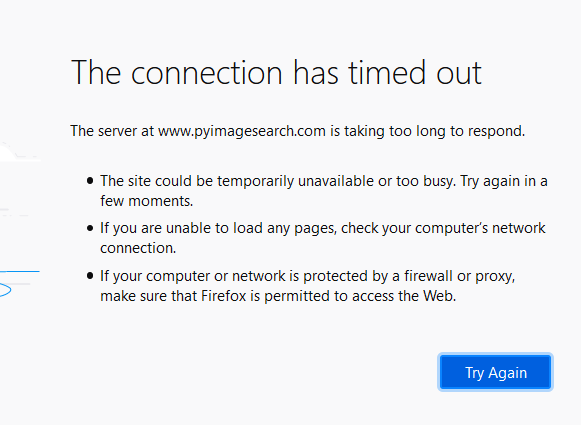 The connection has timed out
The server at www.pyimagesearch.com is taking too long to respond.
The site could be temporarily unavailable or too busy. Try again in a
few moments.
If you are unable to load any pages, check your computer's network
connection.
If your computer or network is protected by a firewall or proxy,
make sure that Firefox is permitted to access the Web.
Try Again